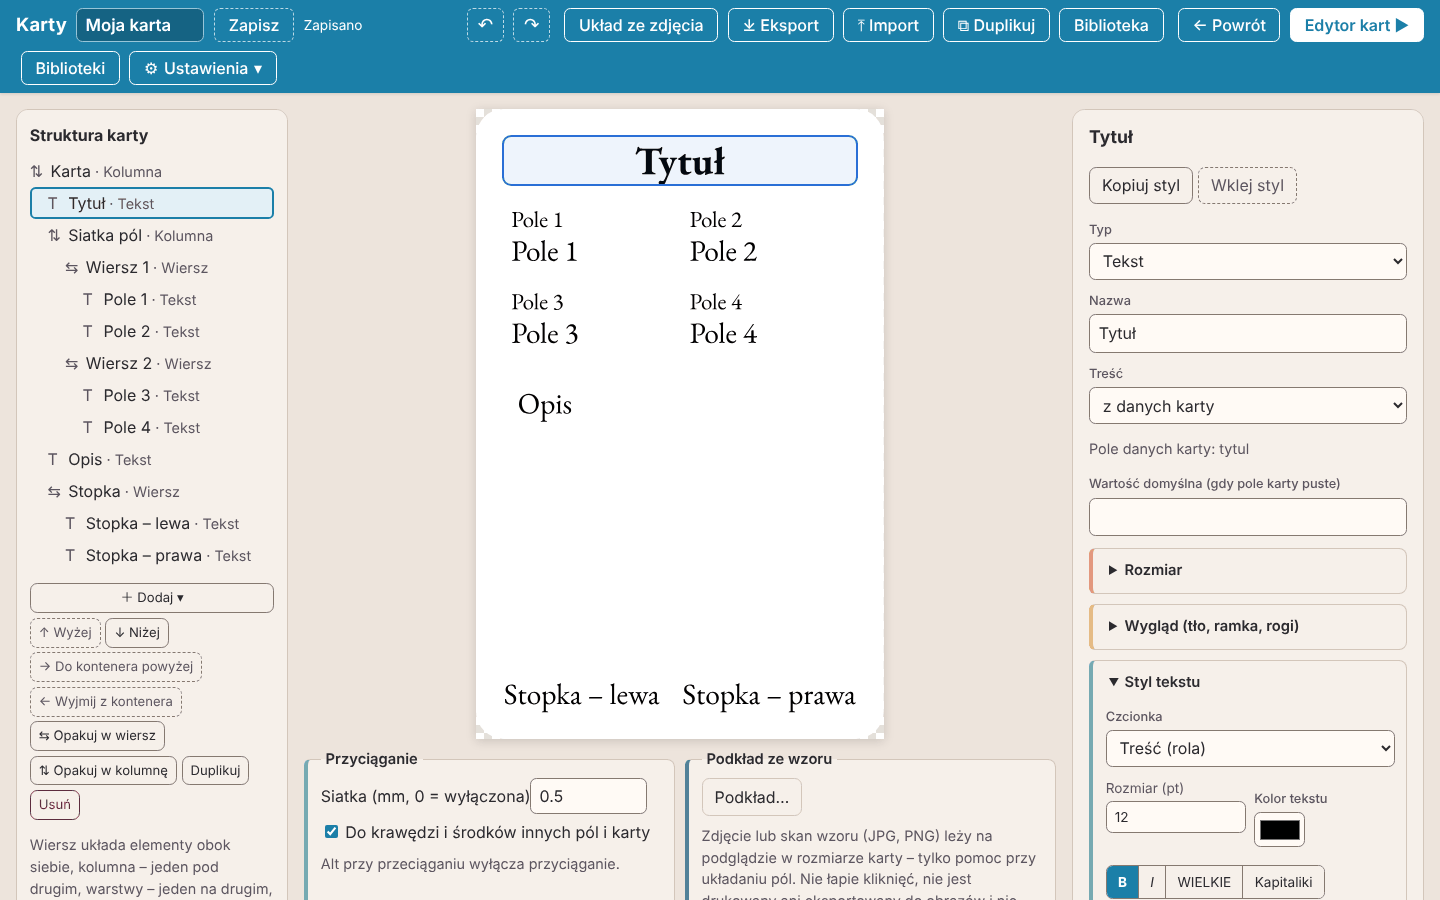 Karty
Moja karta
Zapisz
Zapisano
↶
↷
Układ ze zdjęcia
⤓ Eksport
⤒ Import
⧉ Duplikuj
Biblioteka
← Powrót
Edytor kart ▶
Biblioteki
⚙ Ustawienia ▾
Struktura karty
⇅ Karta · Kolumna
T Tytuł · Tekst
⇅ Siatka pól · Kolumna
⇆ Wiersz 1 · Wiersz
T Pole 1 · Tekst
T Pole 2 · Tekst
⇆ Wiersz 2 · Wiersz
T Pole 3 · Tekst
T Pole 4 · Tekst
T Opis · Tekst
⇆ Stopka · Wiersz
T Stopka – lewa · Tekst
T Stopka – prawa · Tekst
＋ Dodaj ▾
↑ Wyżej
↓ Niżej
→ Do kontenera powyżej
← Wyjmij z kontenera
⇆ Opakuj w wiersz
⇅ Opakuj w kolumnę
Duplikuj
Usuń
Wiersz układa elementy obok
siebie, kolumna – jeden pod
drugim, warstwy – jeden na drugim,
Tytuł
Pole 1
Pole 1
Pole 2
Pole 2
Pole 3
Pole 3
Pole 4
Pole 4
Opis
Stopka – lewa
Stopka – prawa
Przyciąganie
Siatka (mm, 0 = wyłączona)
0.5
Do krawędzi i środków innych pól i karty
Alt przy przeciąganiu wyłącza przyciąganie.
Podkład ze wzoru
Podkład…
Zdjęcie lub skan wzoru (JPG, PNG) leży na
podglądzie w rozmiarze karty – tylko pomoc przy
układaniu pól. Nie łapie kliknięć, nie jest
drukowany ani eksportowany do obrazów i nie
Tytuł
Kopiuj styl
Wklej styl
Typ
Tekst
Nazwa
Tytuł
Treść
z danych karty
Pole danych karty: tytul
Wartość domyślna (gdy pole karty puste)
▶ Rozmiar
▶ Wygląd (tło, ramka, rogi)
▼ Styl tekstu
Czcionka
Treść (rola)
Rozmiar (pt)
12
Kolor tekstu
B
I
WIELKIE
Kapitaliki